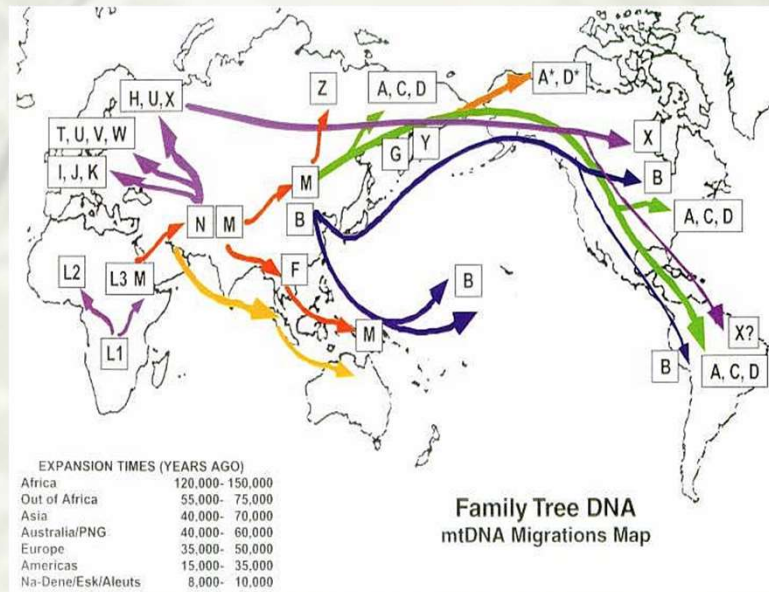 Z
A, C, D
A*, D*
H, U,X
T, U, V, W
I, J, K
G
Y
X
M
B
B
N
M
A, C, D
L2
L3 M
F
B
L1
M
X?
B
A, C, D
EXPANSION TIMES (YEARS AGO)
Africa 120,000- 150,000
Out of Africa 55,000- 75,000
Asia 40,000- 70,000
Australia/PNG 40,000- 60,000
Europe 35,000- 50,000
Americas 15,000- 35,000
Na-Dene/Esk/Aleuts 8,000- 10,000
Family Tree DNA
mtDNA Migrations Map